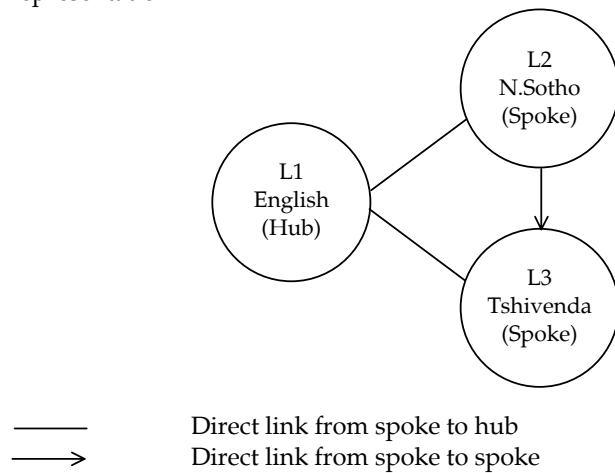 L2
N.Sotho
(Spoke)
L1
English
(Hub)
L3
Tshivenda
(Spoke)
Direct link from spoke to hub
Direct link from spoke to spoke